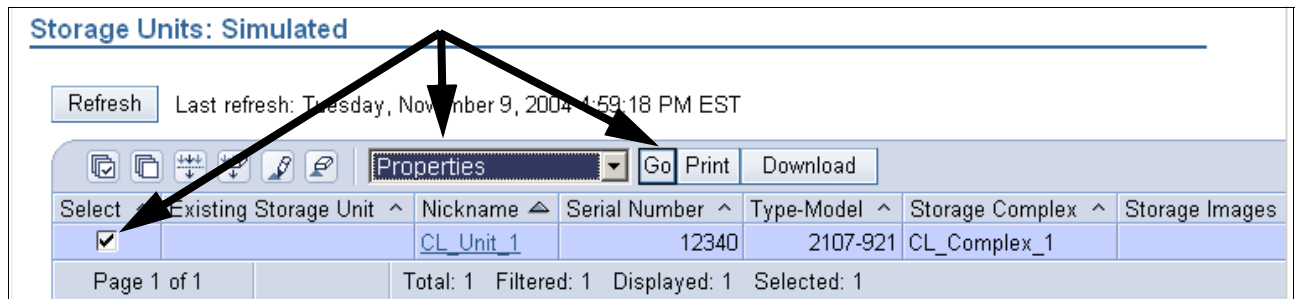 Storage Units: Simulated
Refresh Last refresh: Tuesday, November 9, 2004 4:59:18 PM EST
Properties Go Print Download
Select Existing Storage Unit ^ Nickname Serial Number ^ Type-Model ^ Storage Complex ^ Storage Images
CL_Unit_1 12340 2107-921 CL_Complex_1
Page 1 of 1 Total: 1 Filtered: 1 Displayed: 1 Selected: 1